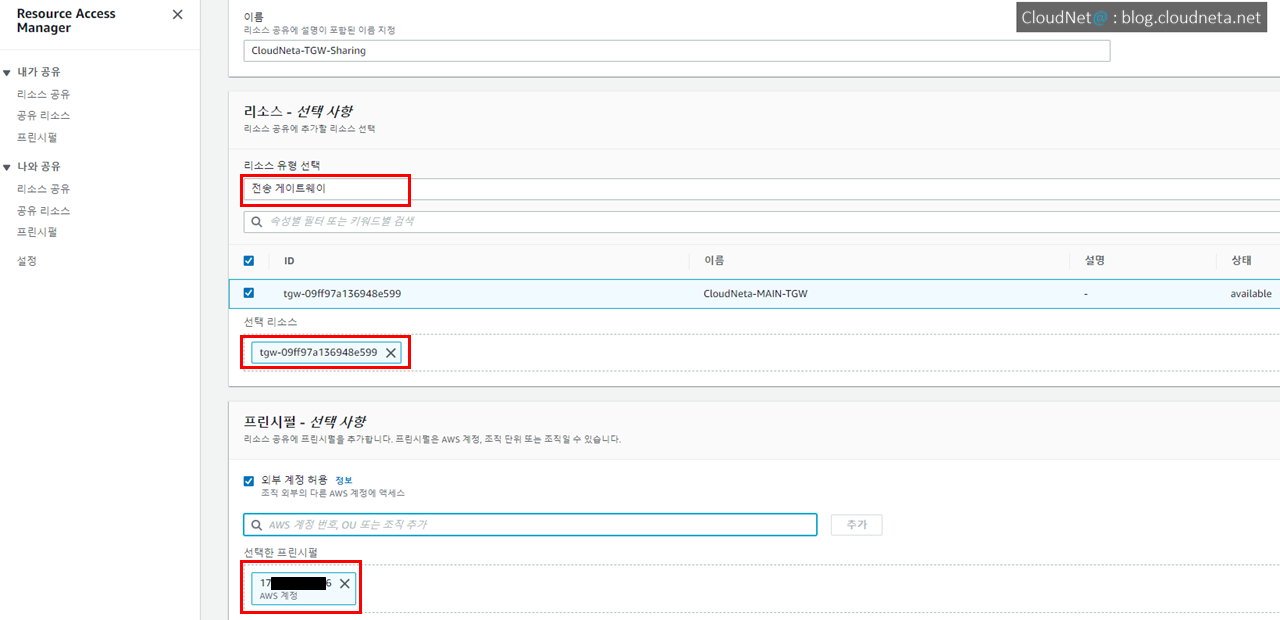 Resource Access
Manager
내가 공유
리소스 공유
공유 리소스
프린시펄
나와 공유
리소스 공유
공유 리소스
프린시펄
설정
CloudNet@ : blog.cloudneta.net
이름
리소스 공유에 설명이 포함된 이름 지정
CloudNeta-TGW-Sharing
리소스 - 선택 사항
리소스 공유에 추가할 리소스 선택
리소스 유형 선택
전송 게이트웨이
속성별 필터 또는 키워드별 검색
ID 이름 설명 상태
tgw-09ff97a136948e599 CloudNeta-MAIN-TGW - available
선택 리소스
tgw-09ff97a136948e599
프린시펄 - 선택 사항
리소스 공유에 프린시펄을 추가합니다. 프린시펄은 AWS 계정, 조직 단위 또는 조직일 수 있습니다.
외부 계정 허용 정보
조직 외부의 다른 AWS 계정에 액세스
AWS 계정 번호, OU 또는 조직 추가
추가
선택한 프린시펄
17 6
AWS 계정